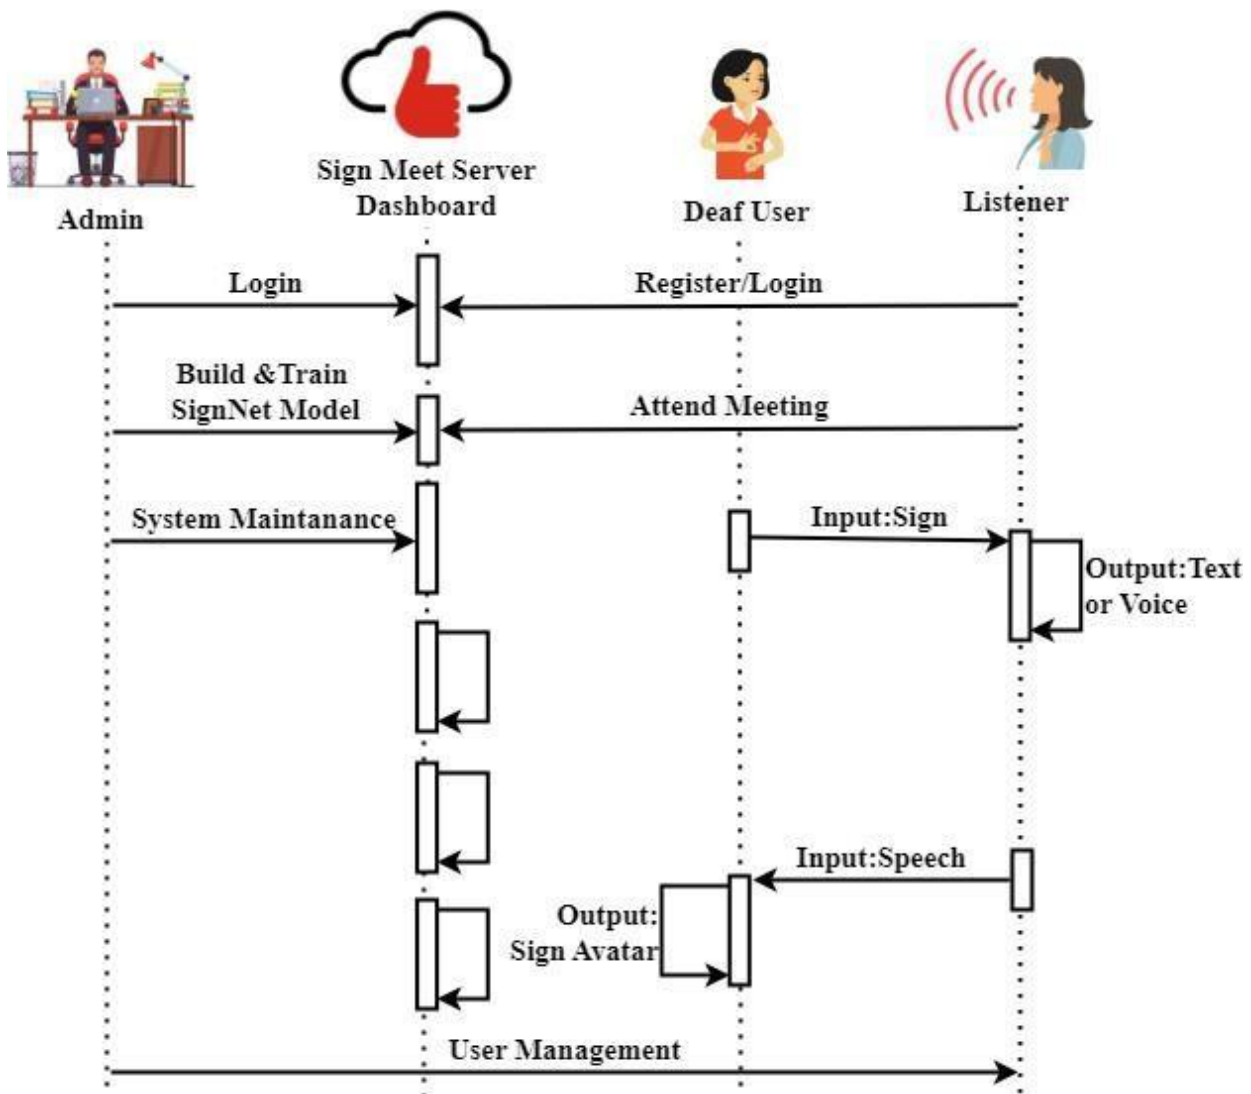 Sign Meet Server
Dashboard
Admin
Deaf User
Listener
Login
Register/Login
Build &Train
SignNet Model
Attend Meeting
System Maintanance
Input:Sign
Output:Text
or Voice
Input:Speech
Output:
Sign Avatar
User Management